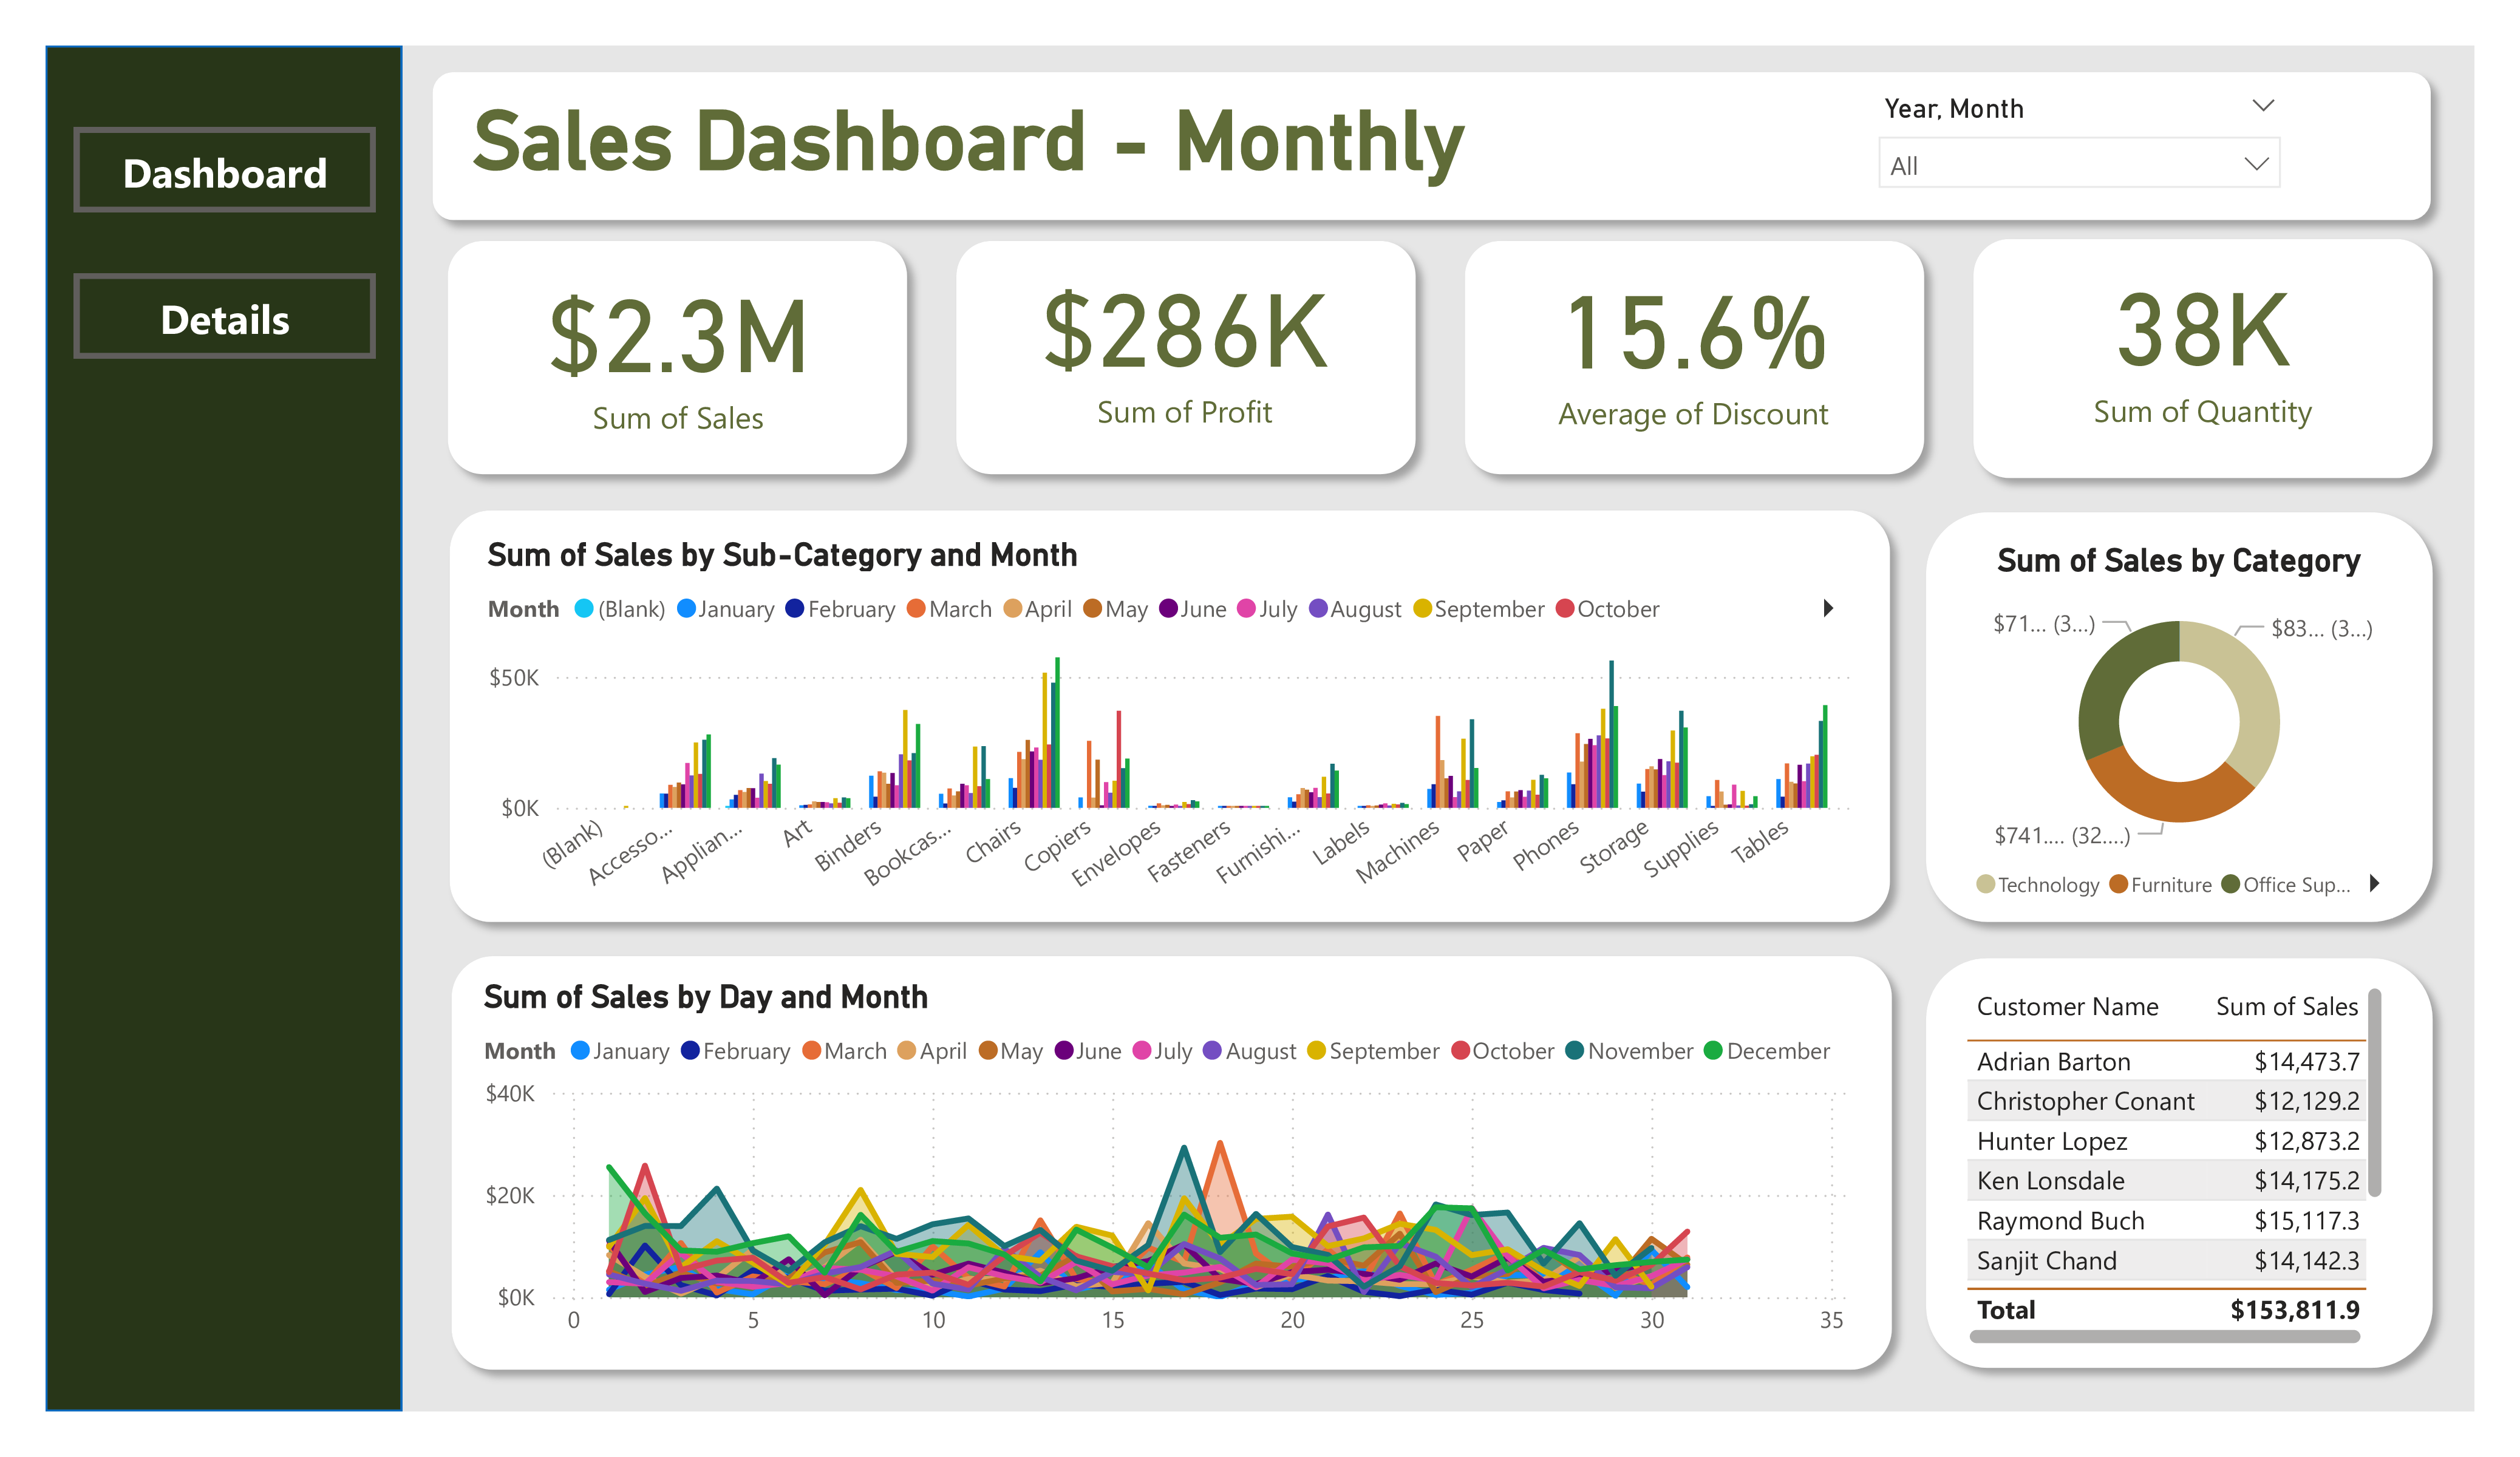 Dashboard
Details
Sales Dashboard - Monthly
Year, Month
All
$2.3M
Sum of Sales
$286K
Sum of Profit
15.6%
Average of Discount
38K
Sum of Quantity
Sum of Sales by Sub-Category and Month
Month (Blank) January February March April May June July August September October
$50K
$0K
(Blank) Accesso... Applian... Art Binders Bookcas... Chairs Copiers Envelopes Fasteners Furnishi... Labels Machines Paper Phones Storage Supplies Tables
Sum of Sales by Category
$71... (3...) $83... (3...)
$741.... (32....)
Technology Furniture Office Sup...
Sum of Sales by Day and Month
Month January February March April May June July August September October November December
$40K
$20K
$0K
0 5 10 15 20 25 30 35
Customer Name Sum of Sales
Adrian Barton $14,473.7
Christopher Conant $12,129.2
Hunter Lopez $12,873.2
Ken Lonsdale $14,175.2
Raymond Buch $15,117.3
Sanjit Chand $14,142.3
Total $153,811.9